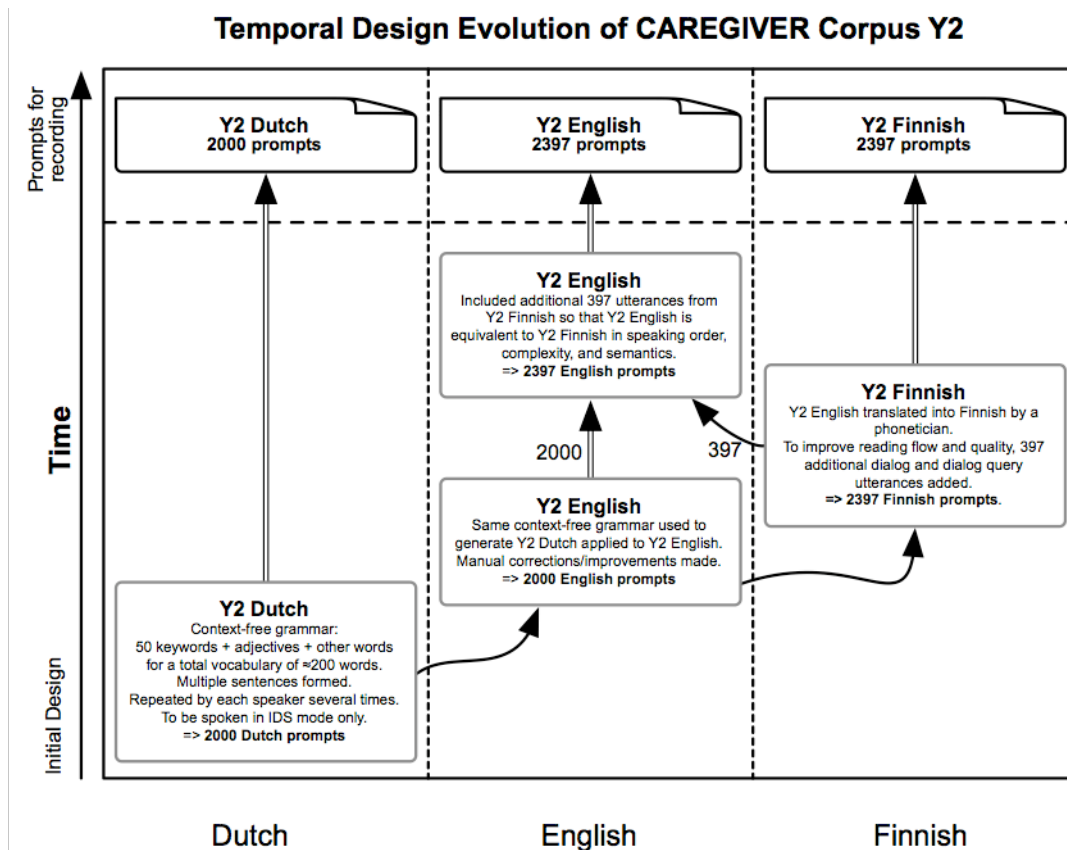 Temporal Design Evolution of CAREGIVER Corpus Y2
Prompts for
recording
Y2 Dutch
2000 prompts
Y2 English
2397 prompts
Y2 Finnish
2397 prompts
Time
Y2 English
Included additional 397 utterances from
Y2 Finnish so that Y2 English is
equivalent to Y2 Finnish in speaking order,
complexity, and semantics.
=> 2397 English prompts
Y2 Finnish
Y2 English translated into Finnish by a
phonetician.
To improve reading flow and quality, 397
additional dialog and dialog query
utterances added.
=> 2397 Finnish prompts.
2000
397
Y2 English
Same context-free grammar used to
generate Y2 Dutch applied to Y2 English.
Manual corrections/improvements made.
=> 2000 English prompts
Y2 Dutch
Context-free grammar:
50 keywords + adjectives + other words
for a total vocabulary of ≈200 words.
Multiple sentences formed.
Repeated by each speaker several times.
To be spoken in IDS mode only.
=> 2000 Dutch prompts
Initial Design
Dutch
English
Finnish